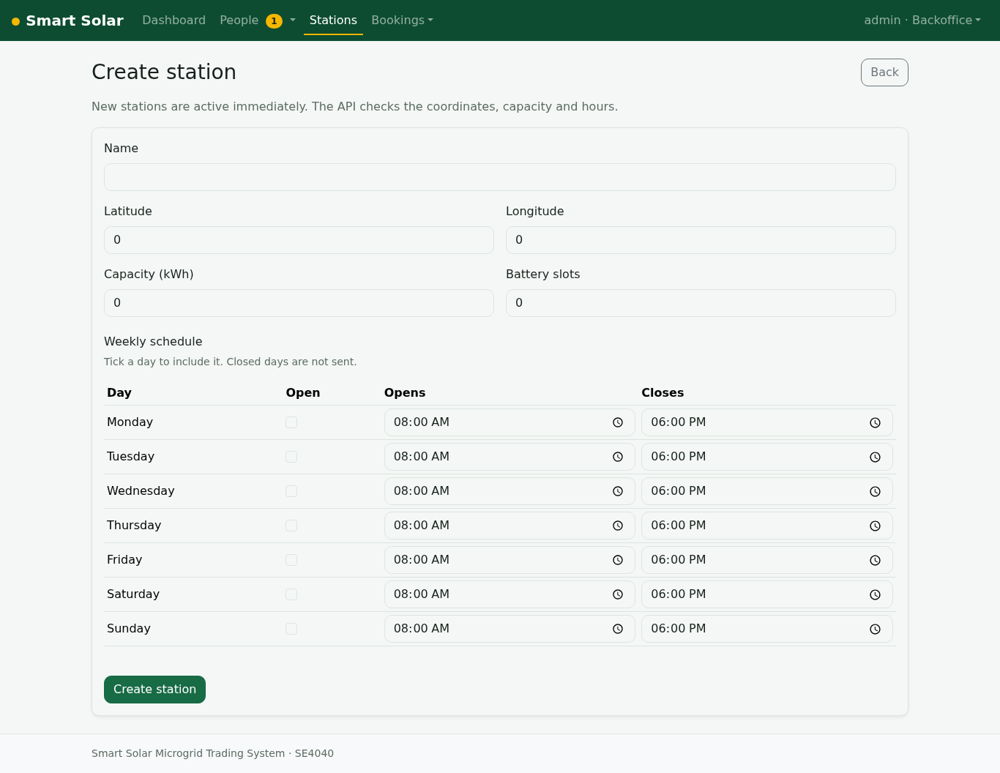 Smart Solar Dashboard People 1 Stations Bookings admin · Backoffice
Create station Back
New stations are active immediately. The API checks the coordinates, capacity and hours.
Name
Latitude Longitude
0 0
Capacity (kWh) Battery slots
0 0
Weekly schedule
Tick a day to include it. Closed days are not sent.
Day Open Opens Closes
Monday 08:00 AM 06:00 PM
Tuesday 08:00 AM 06:00 PM
Wednesday 08:00 AM 06:00 PM
Thursday 08:00 AM 06:00 PM
Friday 08:00 AM 06:00 PM
Saturday 08:00 AM 06:00 PM
Sunday 08:00 AM 06:00 PM
Create station
Smart Solar Microgrid Trading System · SE4040